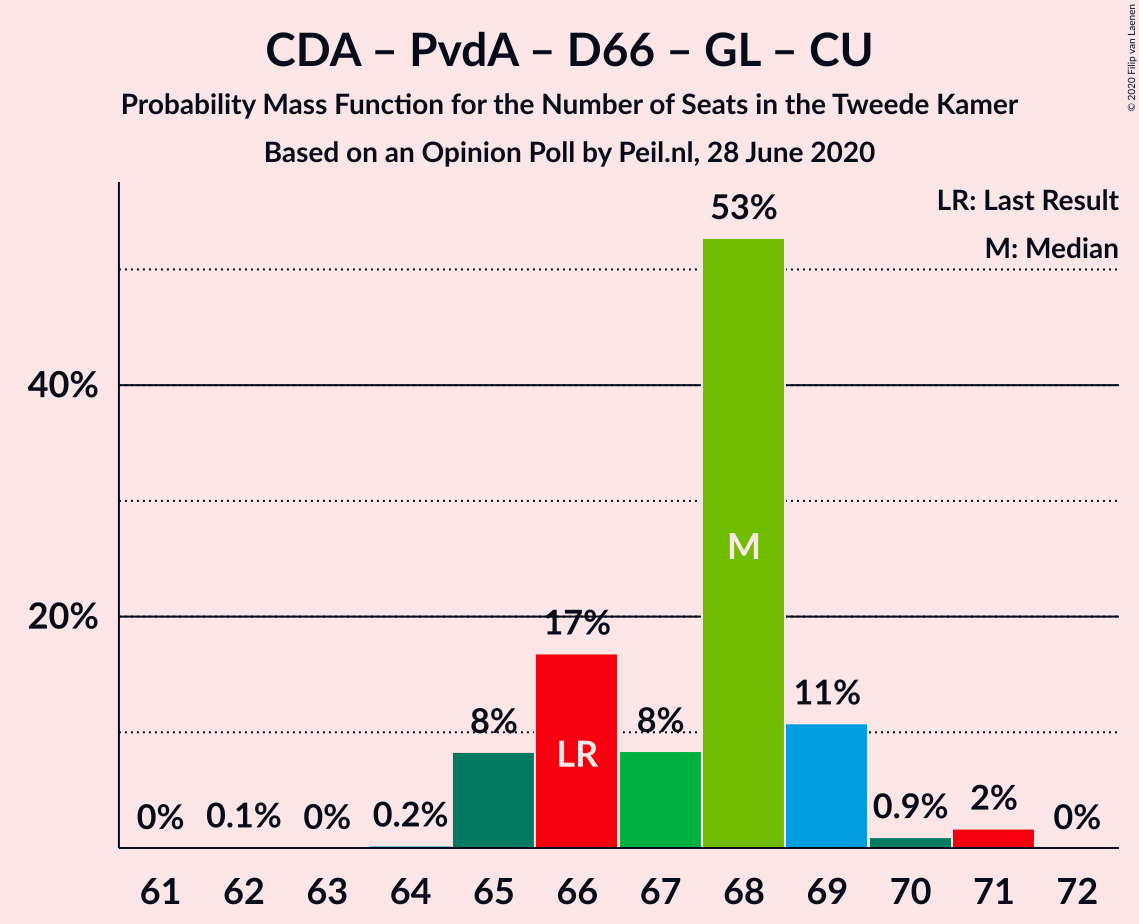 CDA – PvdA – D66 – GL – CU
Probability Mass Function for the Number of Seats in the Tweede Kamer
Based on an Opinion Poll by Peil.nl, 28 June 2020
© 2020 Filip van Laenen
LR: Last Result
M: Median
53%
40%
M
20%
17%
11%
8%
8%
LR
0%
0.1%
0%
0.2%
0.9%
2%
0%
61 62 63 64 65 66 67 68 69 70 71 72